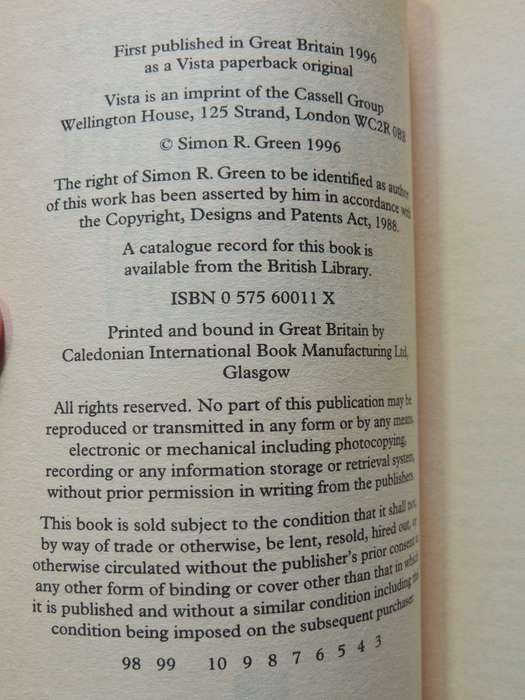 First published in Great Britain 1996
as a Vista paperback original
Vista is an imprint of the Cassell Group
Wellington House, 125 Strand, London WC2R 0BB
© Simon R. Green 1996
The right of Simon R. Green to be identified as author
of this work has been asserted by him in accordance with
the Copyright, Designs and Patents Act, 1988.
A catalogue record for this book is
available from the British Library.
ISBN 0 575 60011 X
Printed and bound in Great Britain by
Caledonian International Book Manufacturing Ltd,
Glasgow
All rights reserved. No part of this publication may be
reproduced or transmitted in any form or by any means,
electronic or mechanical including photocopying,
recording or any information storage or retrieval system,
without prior permission in writing from the publishers.
This book is sold subject to the condition that it shall not,
by way of trade or otherwise, be lent, resold, hired out, or
otherwise circulated without the publisher's prior consent in
any other form of binding or cover other than that in which
it is published and without a similar condition including this
condition being imposed on the subsequent purchaser.
98 99 10 9 8 7 6 5 4 3